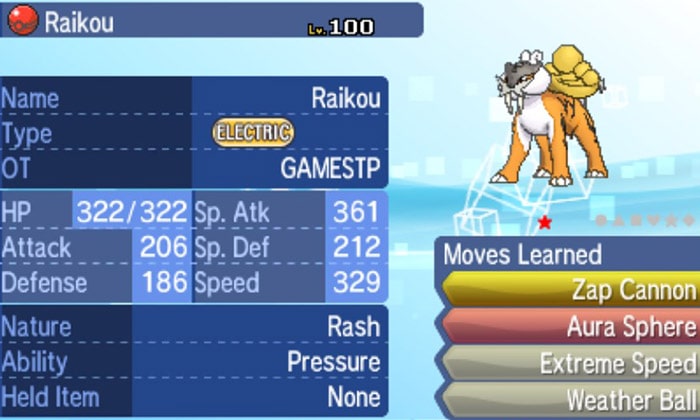 Raikou Lv.100
Name Raikou
Type ELECTRIC
OT GAMESTP
HP 322/322 Sp. Atk 361
Attack 206 Sp. Def 212
Defense 186 Speed 329
Nature Rash
Ability Pressure
Held Item None
Moves Learned
Zap Cannon
Aura Sphere
Extreme Speed
Weather Ball